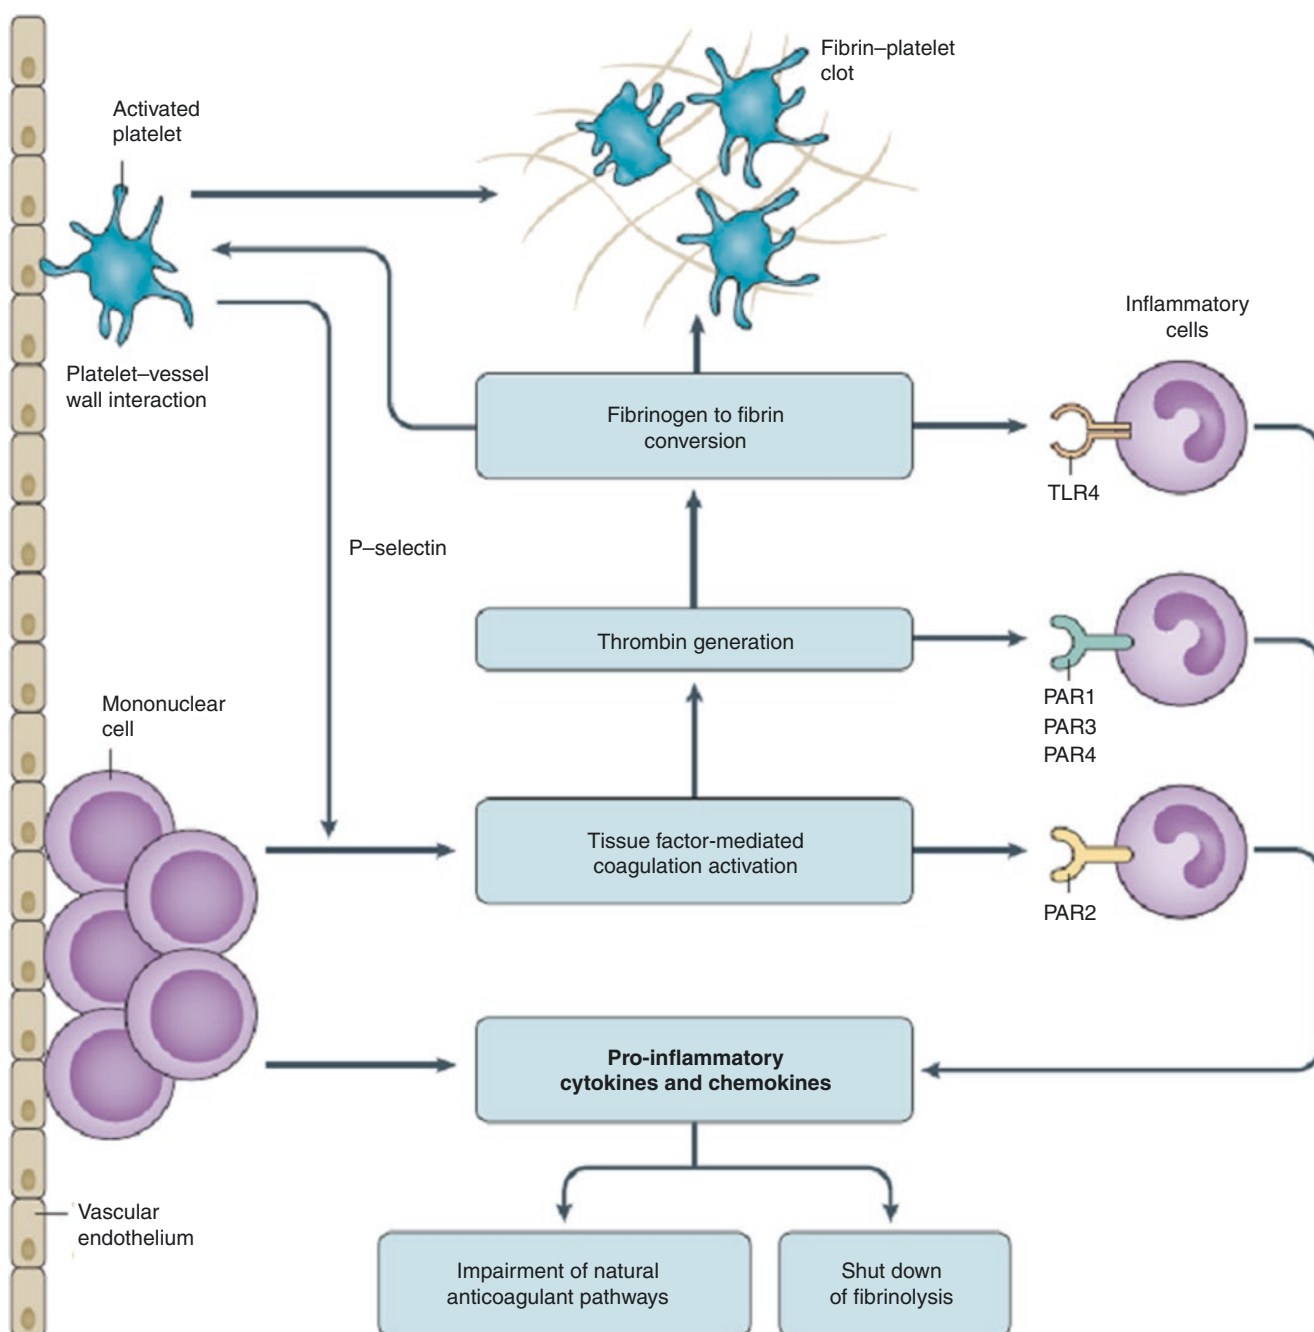 Fibrin–platelet
clot
Activated
platelet
Platelet–vessel
wall interaction
Inflammatory
cells
Fibrinogen to fibrin
conversion
TLR4
P–selectin
Thrombin generation
PAR1
PAR3
PAR4
Mononuclear
cell
Tissue factor-mediated
coagulation activation
PAR2
Pro-inflammatory
cytokines and chemokines
Vascular
endothelium
Impairment of natural
anticoagulant pathways
Shut down
of fibrinolysis